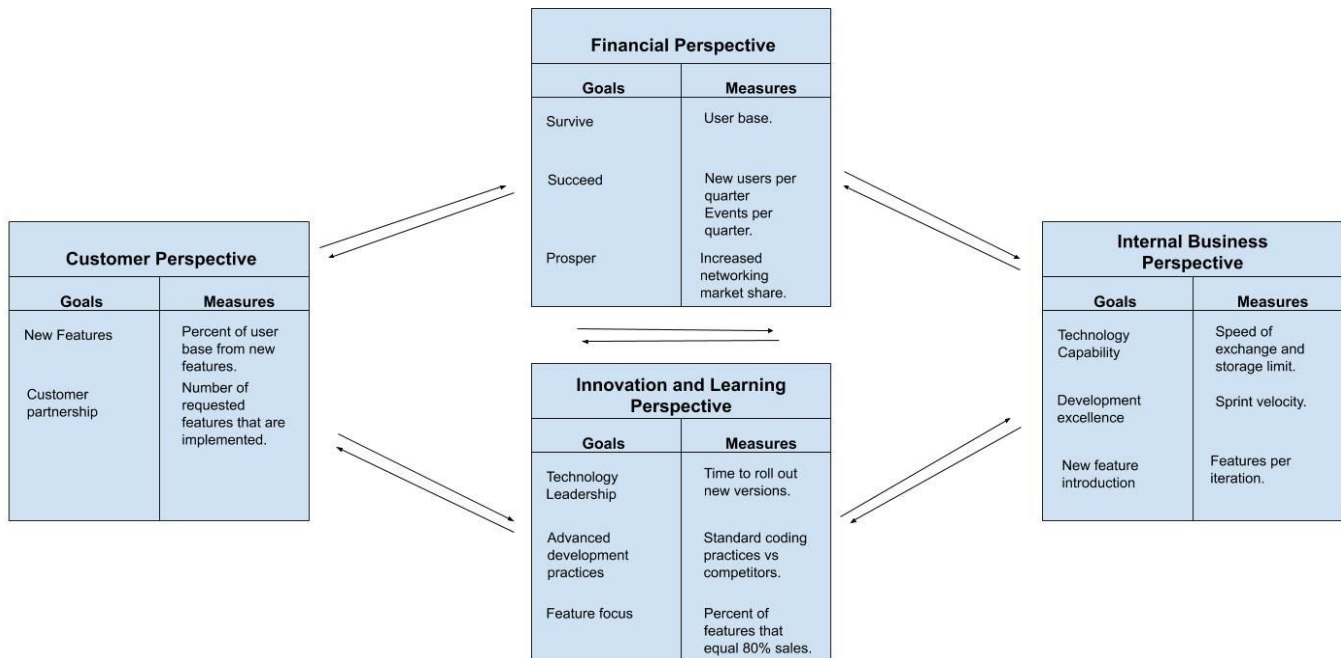 Financial Perspective
Goals Measures
Survive User base.
Succeed New users per
quarter
Events per
quarter.
Prosper Increased
networking
market share.
Customer Perspective
Goals Measures
New Features Percent of user
base from new
features.
Customer Number of
partnership requested
features that are
implemented.
Internal Business
Perspective
Goals Measures
Technology Speed of
Capability exchange and
storage limit.
Development Sprint velocity.
excellence
New feature Features per
introduction iteration.
Innovation and Learning
Perspective
Goals Measures
Technology Time to roll out
Leadership new versions.
Advanced Standard coding
development practices vs
practices competitors.
Feature focus Percent of
features that
equal 80% sales.